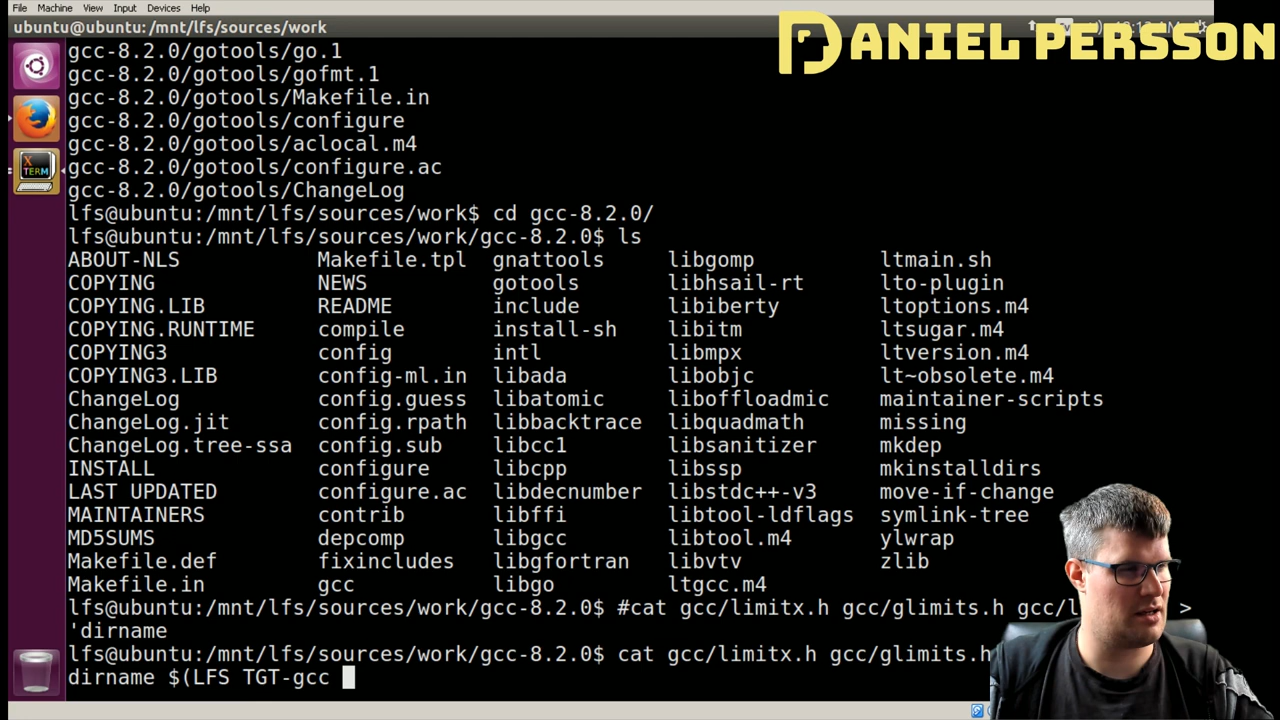 File Machine View Input Devices Help
ubuntu@ubuntu: /mnt/lfs/sources/work
DANIEL PERSSON
gcc-8.2.0/gotools/go.1
gcc-8.2.0/gotools/gofmt.1
gcc-8.2.0/gotools/Makefile.in
gcc-8.2.0/gotools/configure
gcc-8.2.0/gotools/aclocal.m4
gcc-8.2.0/gotools/configure.ac
gcc-8.2.0/gotools/ChangeLog
lfs@ubuntu:/mnt/lfs/sources/work$ cd gcc-8.2.0/
lfs@ubuntu:/mnt/lfs/sources/work/gcc-8.2.0$ ls
ABOUT-NLS Makefile.tpl gnattools libgomp ltmain.sh
COPYING NEWS gotools libhsail-rt lto-plugin
COPYING.LIB README include libiberty ltoptions.m4
COPYING.RUNTIME compile install-sh libitm ltsugar.m4
COPYING3 config intl libmpx ltversion.m4
COPYING3.LIB config-ml.in libada libobjc lt~obsolete.m4
ChangeLog config.guess libatomic liboffloadmic maintainer-scripts
ChangeLog.jit config.rpath libbacktrace libquadmath missing
ChangeLog.tree-ssa config.sub libcc1 libsanitizer mkdep
INSTALL configure libcpp libssp mkinstalldirs
LAST_UPDATED configure.ac libdecnumber libstdc++-v3 move-if-change
MAINTAINERS contrib libffi libtool-ldflags symlink-tree
MD5SUMS depcomp libgcc libtool.m4 ylwrap
Makefile.def fixincludes libgfortran libvtv zlib
Makefile.in gcc libgo ltgcc.m4
lfs@ubuntu:/mnt/lfs/sources/work/gcc-8.2.0$ #cat gcc/limitx.h gcc/glimits.h >
'dirname
lfs@ubuntu:/mnt/lfs/sources/work/gcc-8.2.0$ cat gcc/limitx.h gcc/glimits.h
dirname $(LFS_TGT-gcc
XTERM